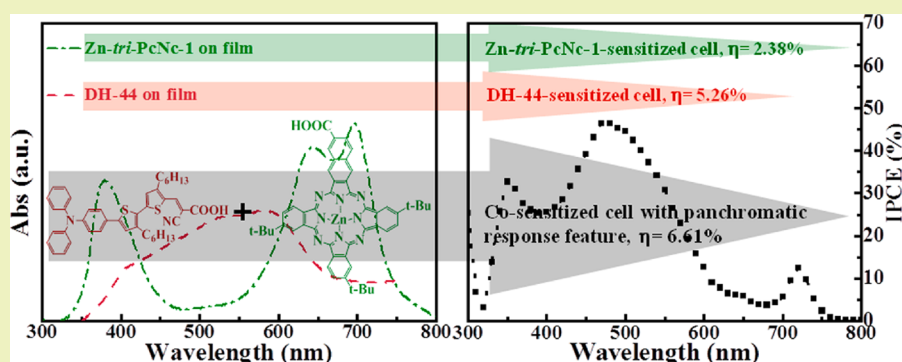 Zn-tri-PcNc-1 on film
DH-44 on film
Abs (a.u.)
C6H13
C6H13
S
S
N
NC
COOH
+
HOOC
N
N
N
N
N
N
N
N
Zn
t-Bu
t-Bu
t-Bu
300 400 500 600 700 800
Wavelength (nm)
Zn-tri-PcNc-1-sensitized cell, η= 2.38%
DH-44-sensitized cell, η= 5.26%
Co-sensitized cell with panchromatic
response feature, η= 6.61%
300 400 500 600 700 800
Wavelength (nm)
70
60
50
40
30
20
10
0
IPCE (%)